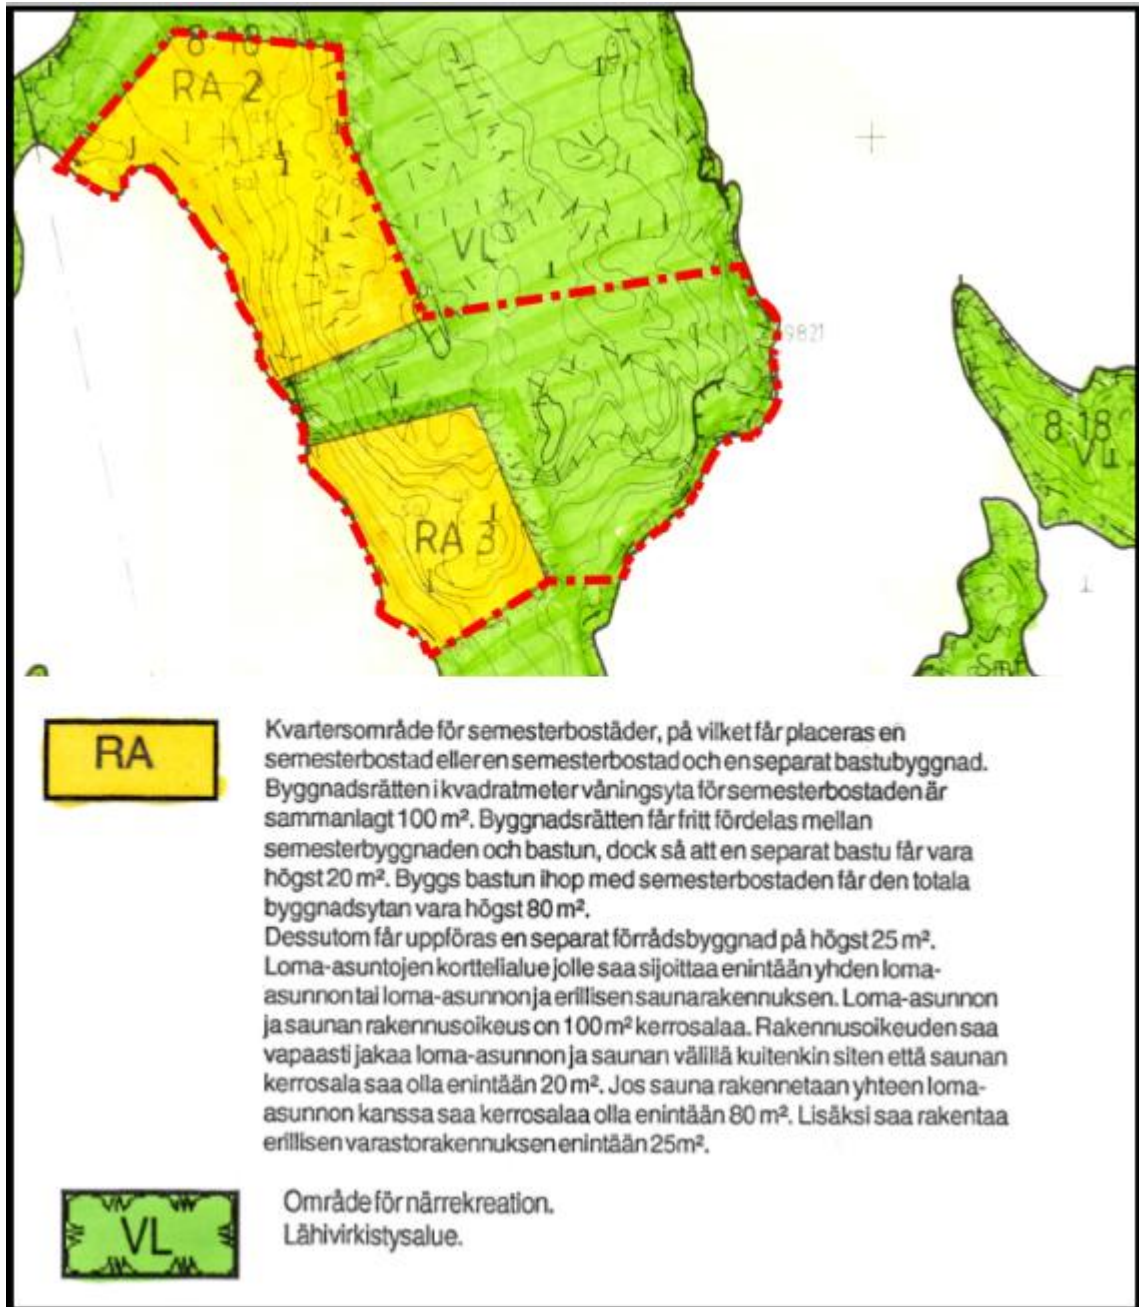 8:18
RA 2
sa
VL
9821
8:18
VL
sa
RA 3
Smf
RA
Kvartersområde för semesterbostäder, på vilket får placeras en
semesterbostad eller en semesterbostad och en separat bastubyggnad.
Byggnadsrätten i kvadratmeter våningsyta för semesterbostaden är
sammanlagt 100 m². Byggnadsrätten får fritt fördelas mellan
semesterbyggnaden och bastun, dock så att en separat bastu får vara
högst 20 m². Byggs bastun ihop med semesterbostaden får den totala
byggnadsytan vara högst 80 m².
Dessutom får uppföras en separat förrådsbyggnad på högst 25 m².
Loma-asuntojen korttelialue jolle saa sijoittaa enintään yhden loma-
asunnon tai loma-asunnon ja erillisen saunarakennuksen. Loma-asunnon
ja saunan rakennusoikeus on 100 m² kerrosalaa. Rakennusoikeuden saa
vapaasti jakaa loma-asunnon ja saunan välillä kuitenkin siten että saunan
kerrosala saa olla enintään 20 m². Jos sauna rakennetaan yhteen loma-
asunnon kanssa saa kerrosalaa olla enintään 80 m². Lisäksi saa rakentaa
erillisen varastorakennuksen enintään 25m².
VL
Område för närrekreation.
Lähivirkistysalue.